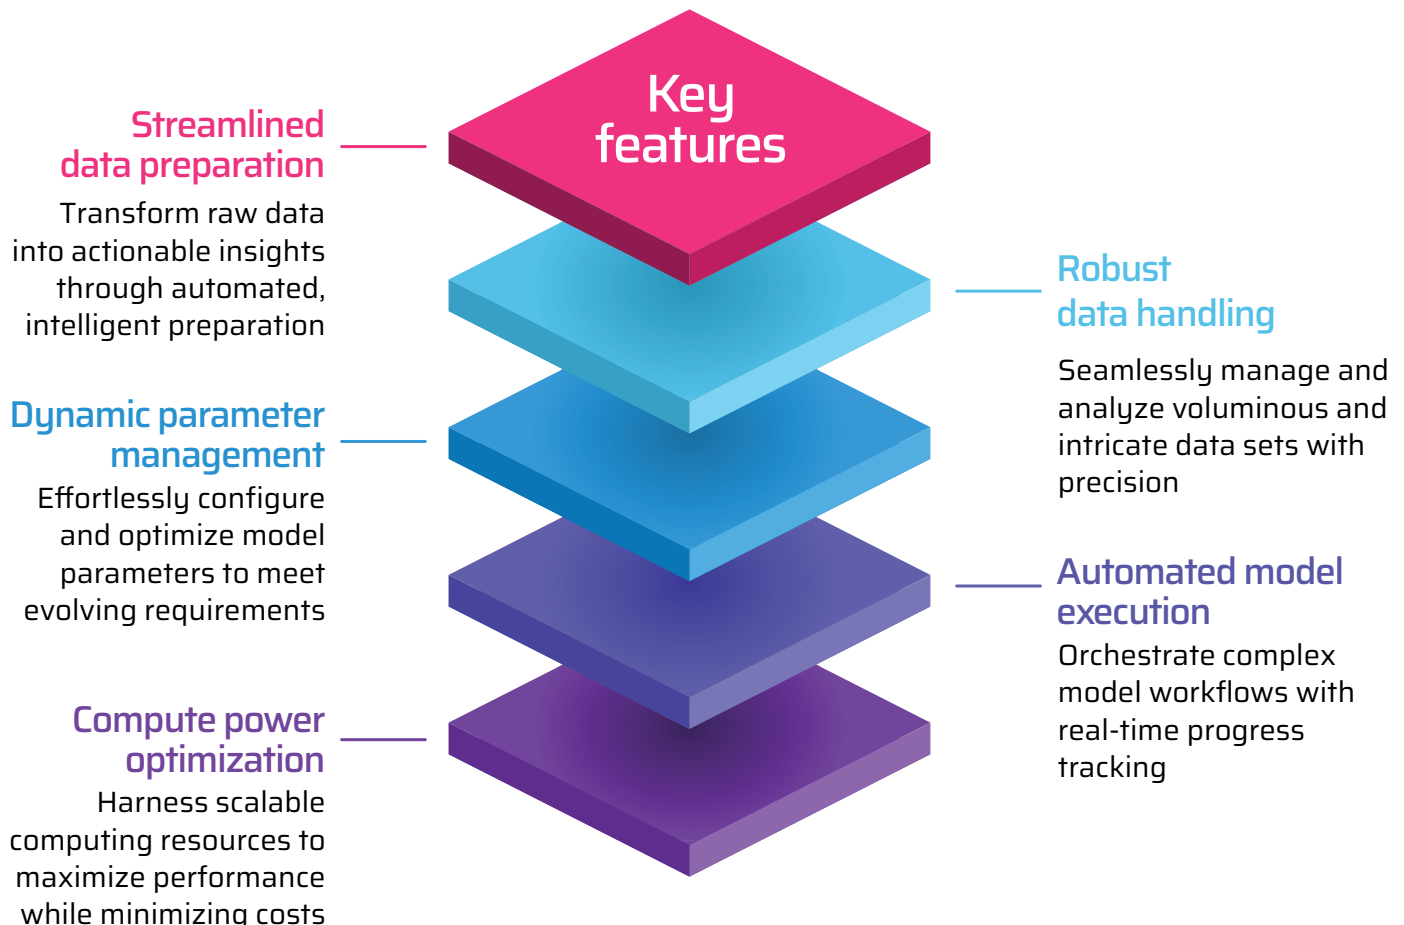 Key
features
Streamlined
data preparation
Transform raw data
into actionable insights
through automated,
intelligent preparation
Robust
data handling
Seamlessly manage and
analyze voluminous and
intricate data sets with
precision
Dynamic parameter
management
Effortlessly configure
and optimize model
parameters to meet
evolving requirements
Automated model
execution
Orchestrate complex
model workflows with
real-time progress
tracking
Compute power
optimization
Harness scalable
computing resources to
maximize performance
while minimizing costs